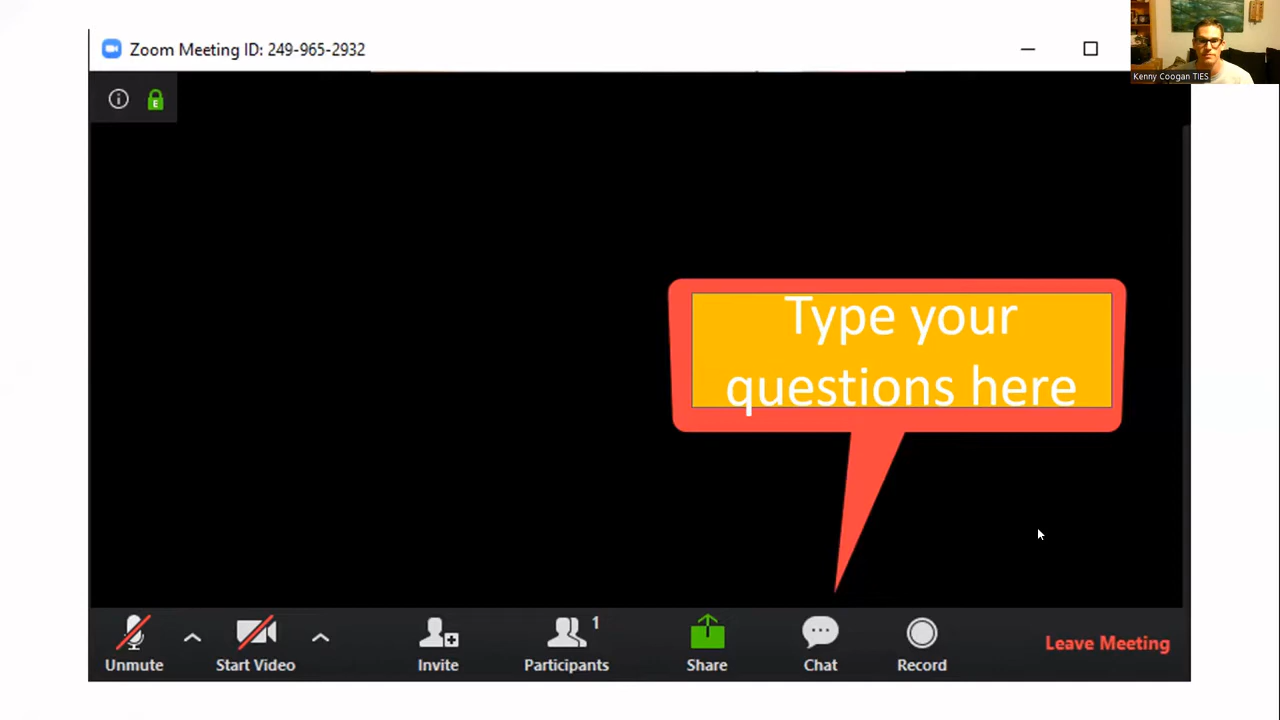 Zoom Meeting ID: 249-965-2932
Kenny Coogan TIES
E
Type your
questions here
1
Unmute
Start Video
Invite
Participants
Share
Chat
Record
Leave Meeting